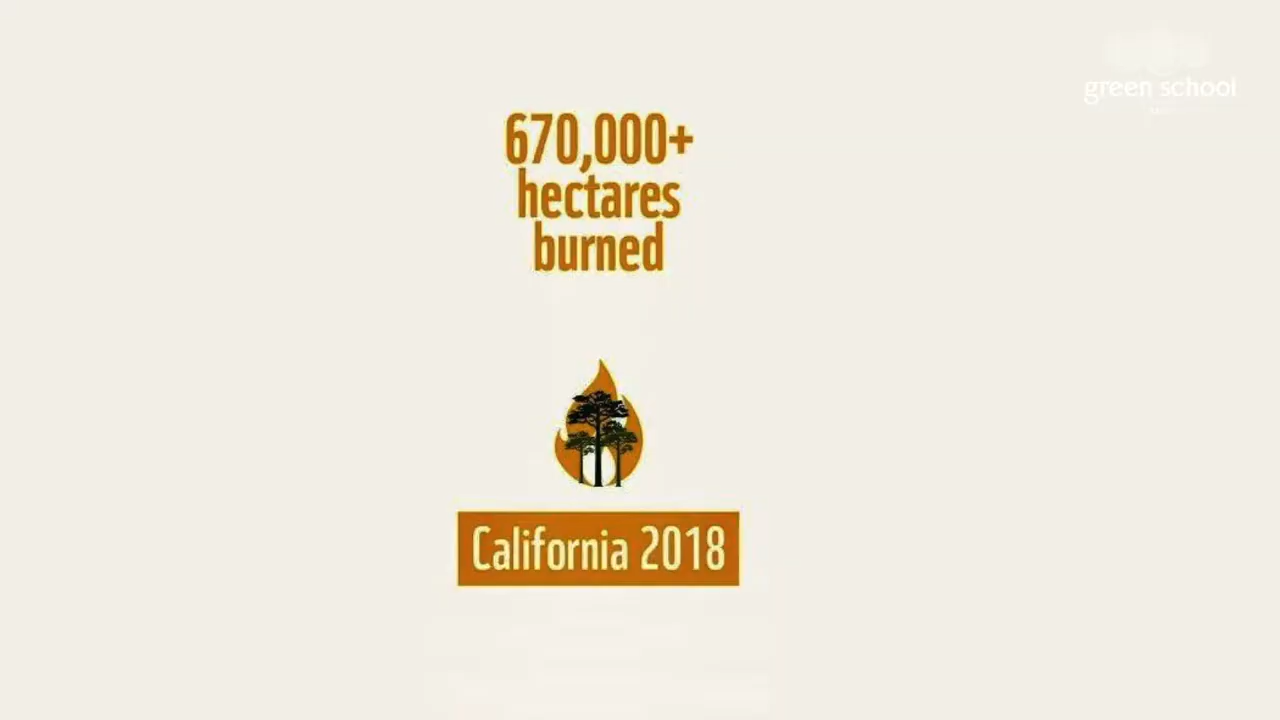 green school
670,000+
hectares
burned
California 2018